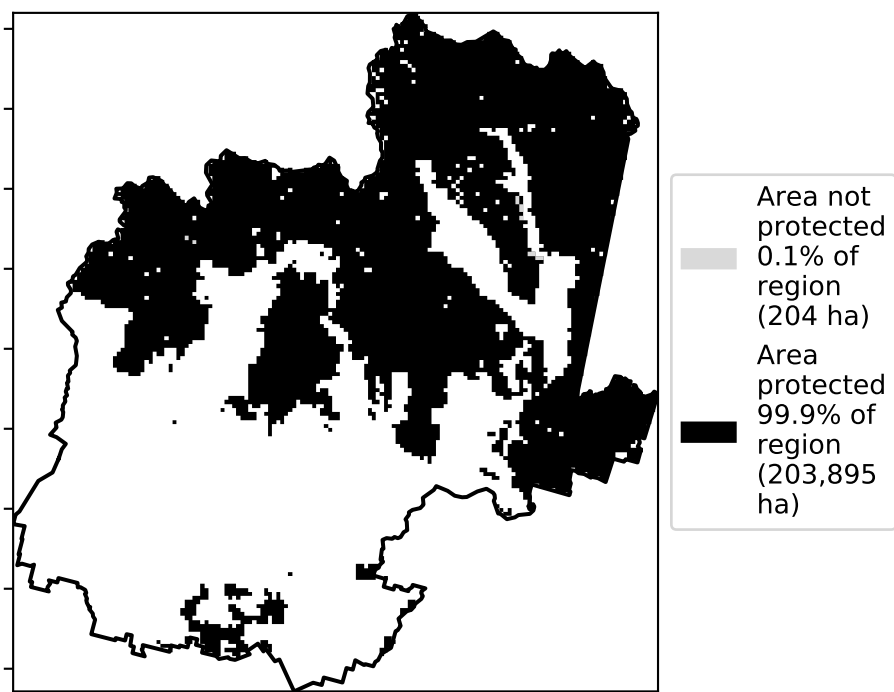 Area not
protected
0.1% of
region
(204 ha)
Area
protected
99.9% of
region
(203,895
ha)